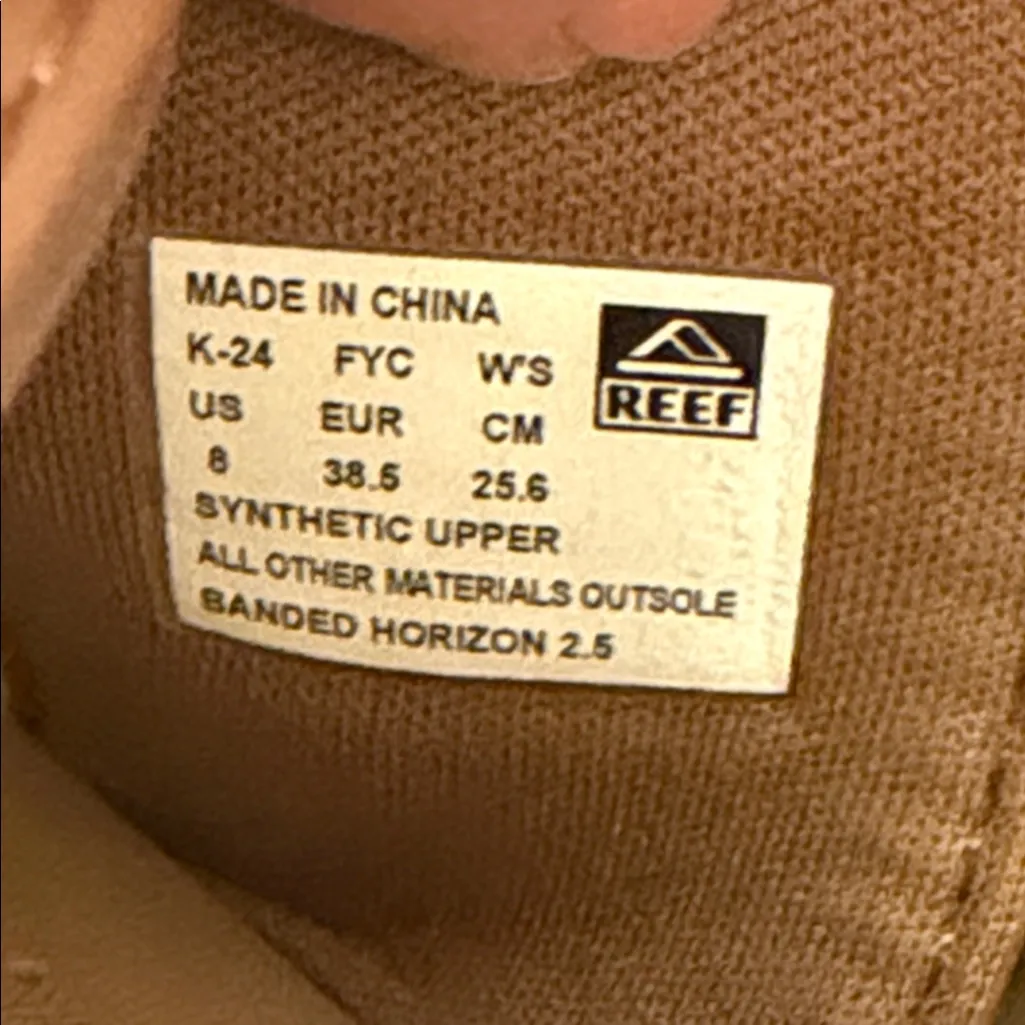 MADE IN CHINA
K-24 FYC W'S
US EUR CM
8 38.5 25.6
SYNTHETIC UPPER
ALL OTHER MATERIALS OUTSOLE
BANDED HORIZON 2.5
REEF